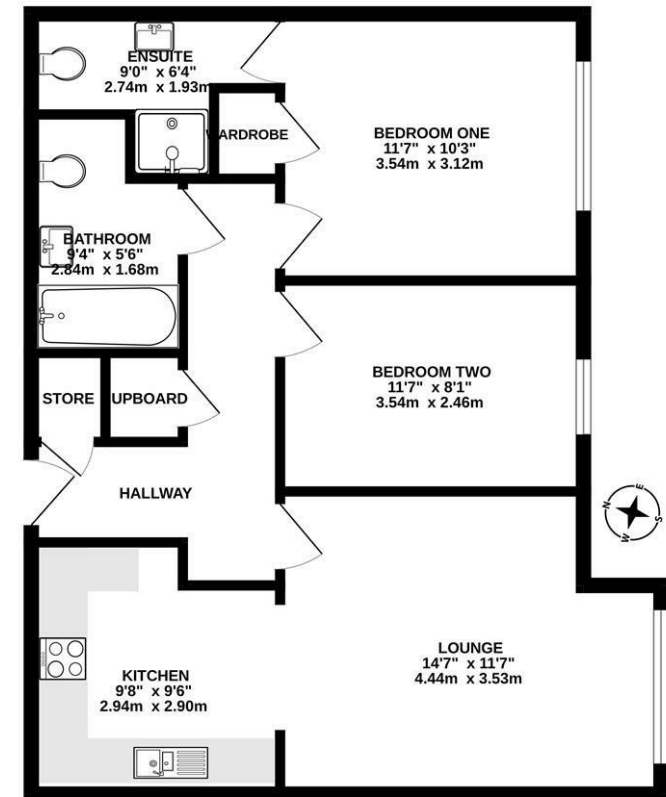 ENSUITE
9'0" x 6'4"
2.74m x 1.93m
WARDROBE
BEDROOM ONE
11'7" x 10'3"
3.54m x 3.12m
BATHROOM
9'4" x 5'6"
2.84m x 1.68m
BEDROOM TWO
11'7" x 8'1"
3.54m x 2.46m
STORE
UPBOARD
HALLWAY
N
E
S
W
KITCHEN
9'8" x 9'6"
2.94m x 2.90m
LOUNGE
14'7" x 11'7"
4.44m x 3.53m